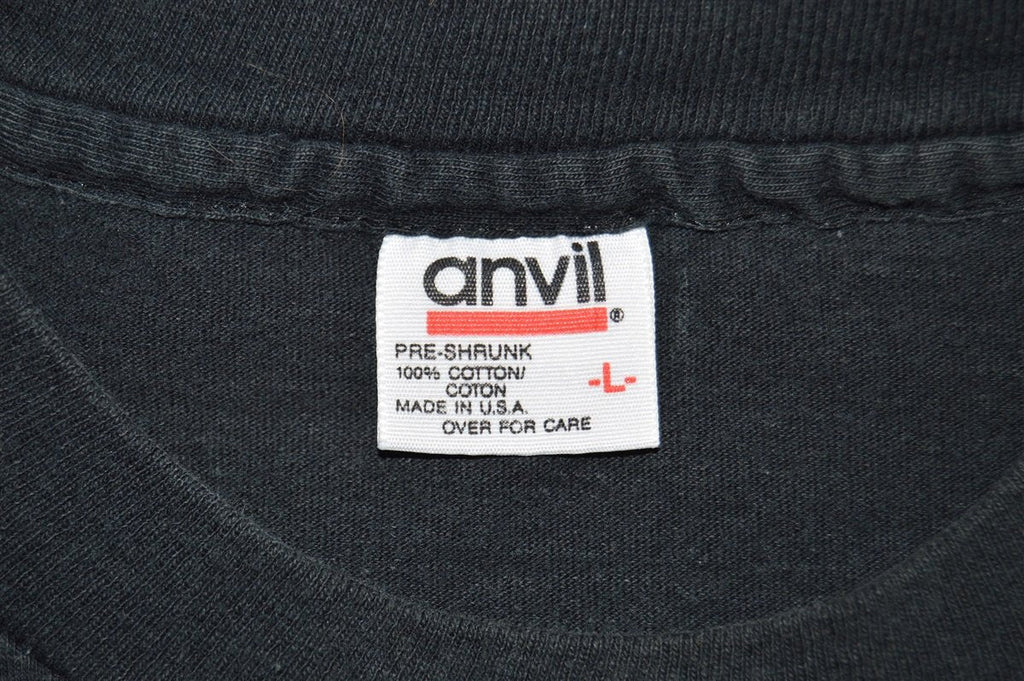 anvil®
PRE-SHRUNK
100% COTTON/
COTON
-L-
MADE IN U.S.A.
OVER FOR CARE